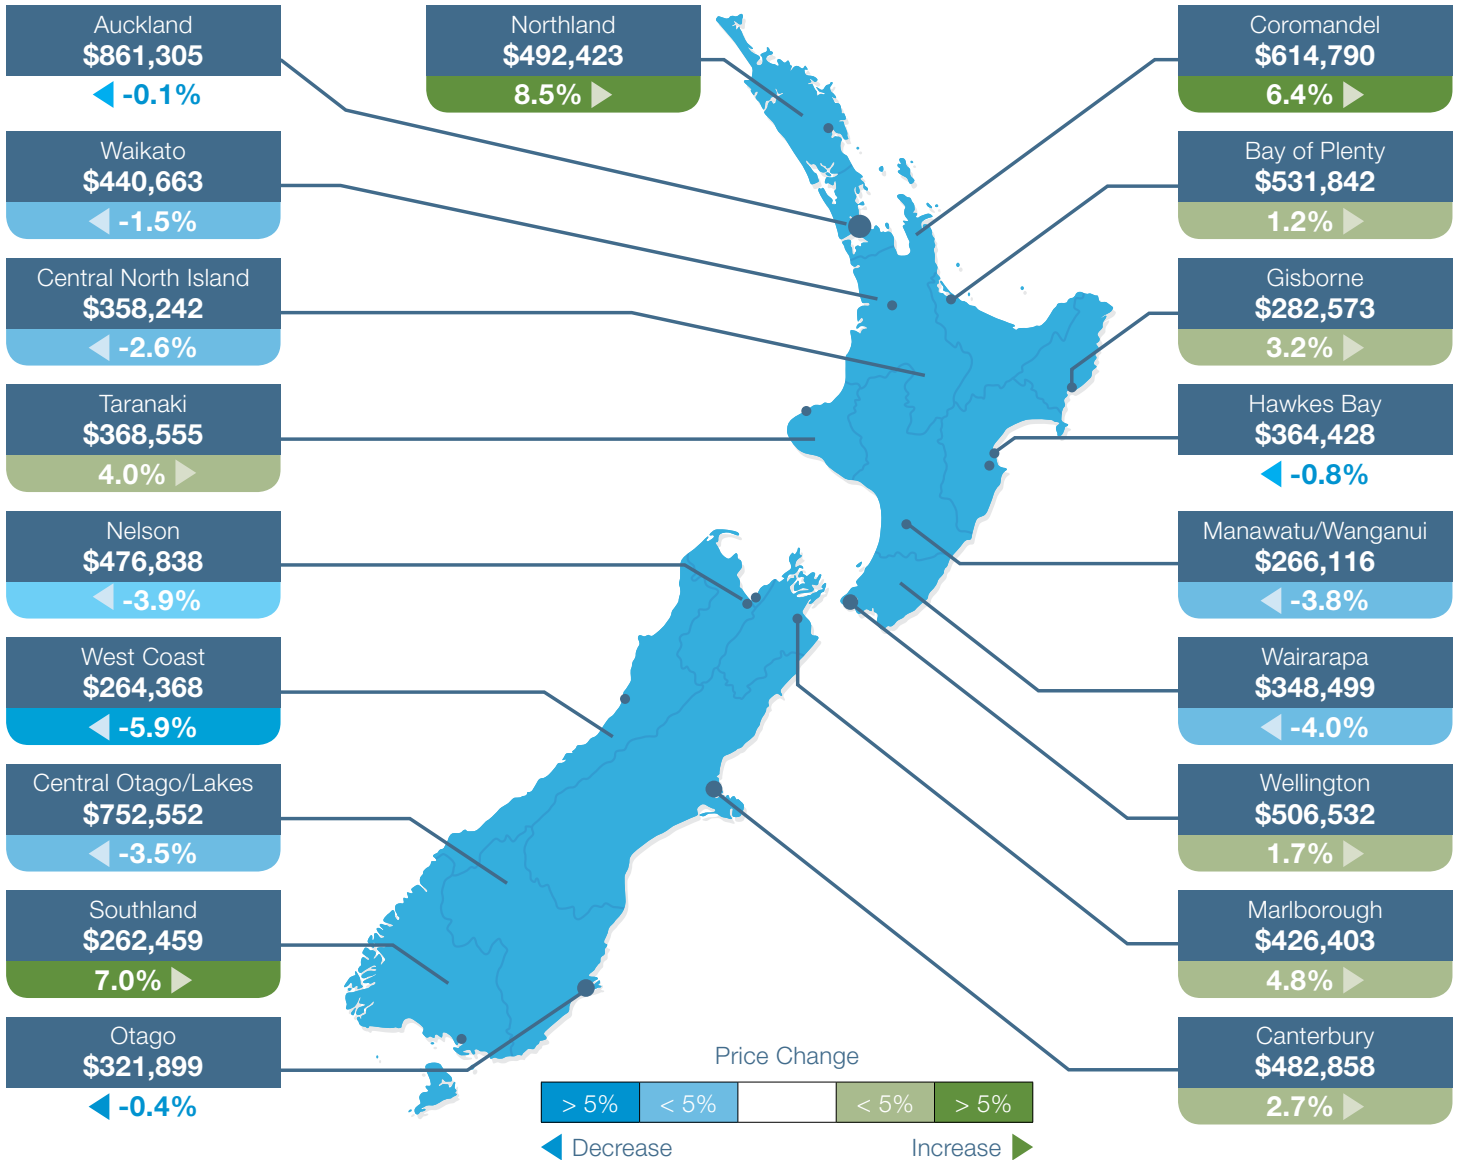 Auckland
$861,305
-0.1%
Northland
$492,423
8.5%
Coromandel
$614,790
6.4%
Waikato
$440,663
-1.5%
Bay of Plenty
$531,842
1.2%
Central North Island
$358,242
-2.6%
Gisborne
$282,573
3.2%
Taranaki
$368,555
4.0%
Hawkes Bay
$364,428
-0.8%
Nelson
$476,838
-3.9%
Manawatu/Wanganui
$266,116
-3.8%
West Coast
$264,368
-5.9%
Wairarapa
$348,499
-4.0%
Central Otago/Lakes
$752,552
-3.5%
Wellington
$506,532
1.7%
Southland
$262,459
7.0%
Marlborough
$426,403
4.8%
Otago
$321,899
-0.4%
Canterbury
$482,858
2.7%
Price Change
> 5% < 5% < 5% > 5%
Decrease Increase